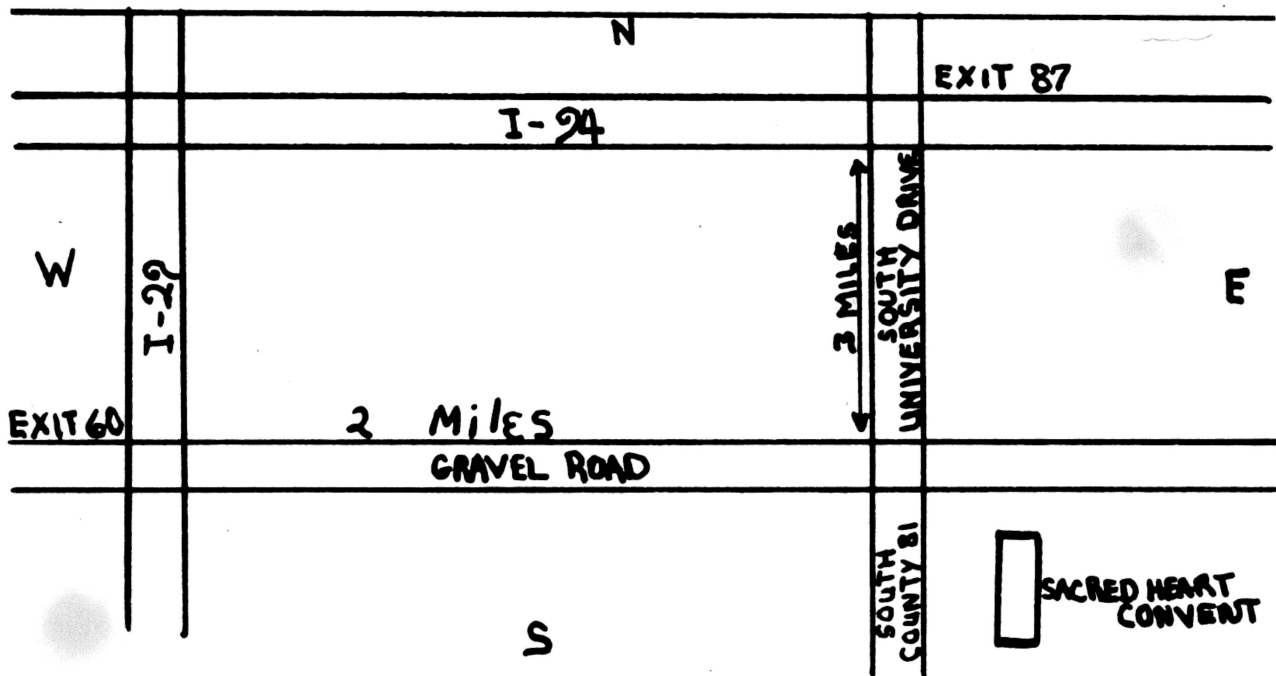 N
EXIT 87
I-94
W
I-29
3 MILES
SOUTH
UNIVERSITY DRIVE
E
EXIT 60
2 MilES
GRAVEL ROAD
SOUTH
COUNTY 81
SACRED HEART
CONVENT
S